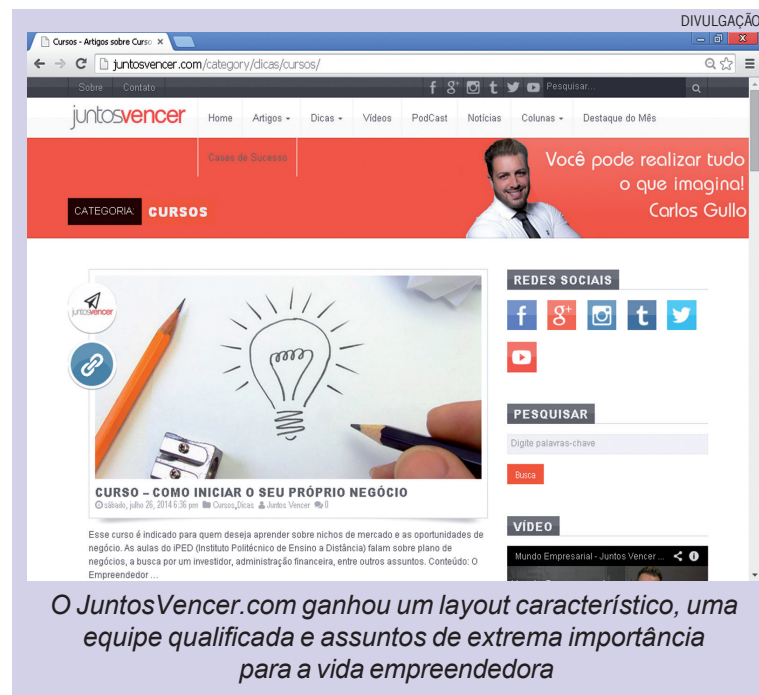 DIVULGAÇÃO
Cursos - Artigos sobre Curso
juntosvencer.com/category/dicas/cursos/
Sobre Contato Pesquisar...
juntosvencer Home Artigos Dicas Vídeos PodCast Notícias Colunas Destaque do Mês
Cases de Sucesso
Você pode realizar tudo
o que imagina!
Carlos Gullo
CATEGORIA: CURSOS
REDES SOCIAIS
juntosvencer
PESQUISAR
Digite palavras-chave
Busca
CURSO – COMO INICIAR O SEU PRÓPRIO NEGÓCIO
sábado, julho 26, 2014 6:36 pm Cursos,Dicas Juntos Vencer 0
Esse curso é indicado para quem deseja aprender sobre nichos de mercado e as oportunidades de
negócio. As aulas do iPED (Instituto Politécnico de Ensino a Distância) falam sobre plano de
negócios, a busca por um investidor, administração financeira, entre outros assuntos. Conteúdo: O
Empreendedor ...
VÍDEO
Mundo Empresarial - Juntos Vencer ...
O JuntosVencer.com ganhou um layout característico, uma
equipe qualificada e assuntos de extrema importância
para a vida empreendedora